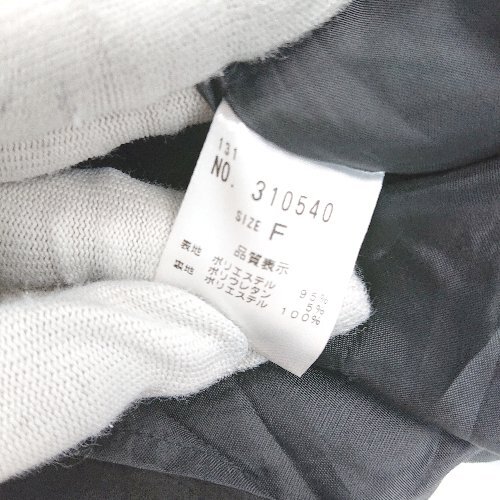 131
NO. 310540
SIZE F
品質表示
表地 ポリエステル 95%
ポリウレタン 5%
裏地 ポリエステル 100%